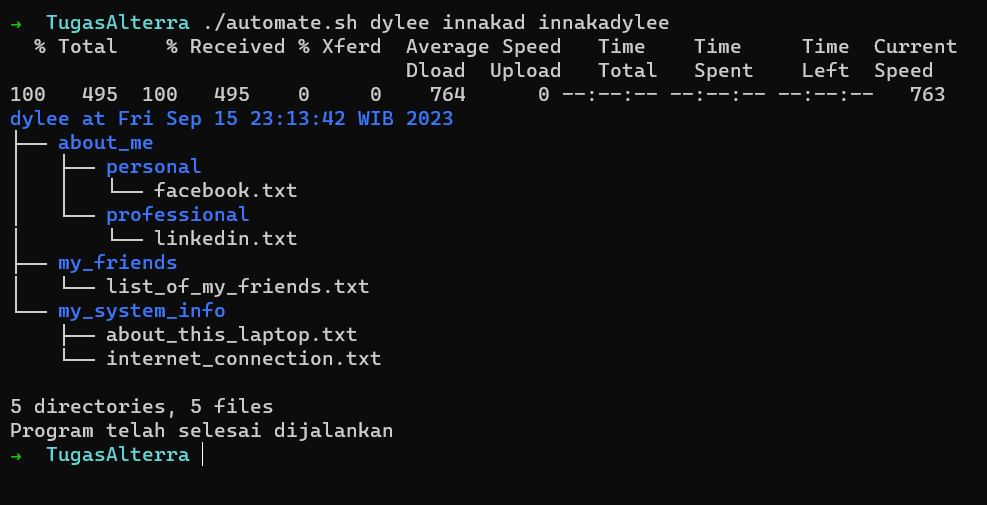 →  TugasAlterra ./automate.sh dylee innakad innakadylee
  % Total    % Received % Xferd  Average Speed   Time    Time     Time  Current
                                 Dload  Upload   Total   Spent    Left  Speed
100   495  100   495    0     0    764      0 --:--:-- --:--:-- --:--:--   763
dylee at Fri Sep 15 23:13:42 WIB 2023
├── about_me
│   ├── personal
│   │   └── facebook.txt
│   └── professional
│       └── linkedin.txt
├── my_friends
│   └── list_of_my_friends.txt
└── my_system_info
    ├── about_this_laptop.txt
    └── internet_connection.txt

5 directories, 5 files
Program telah selesai dijalankan
→  TugasAlterra